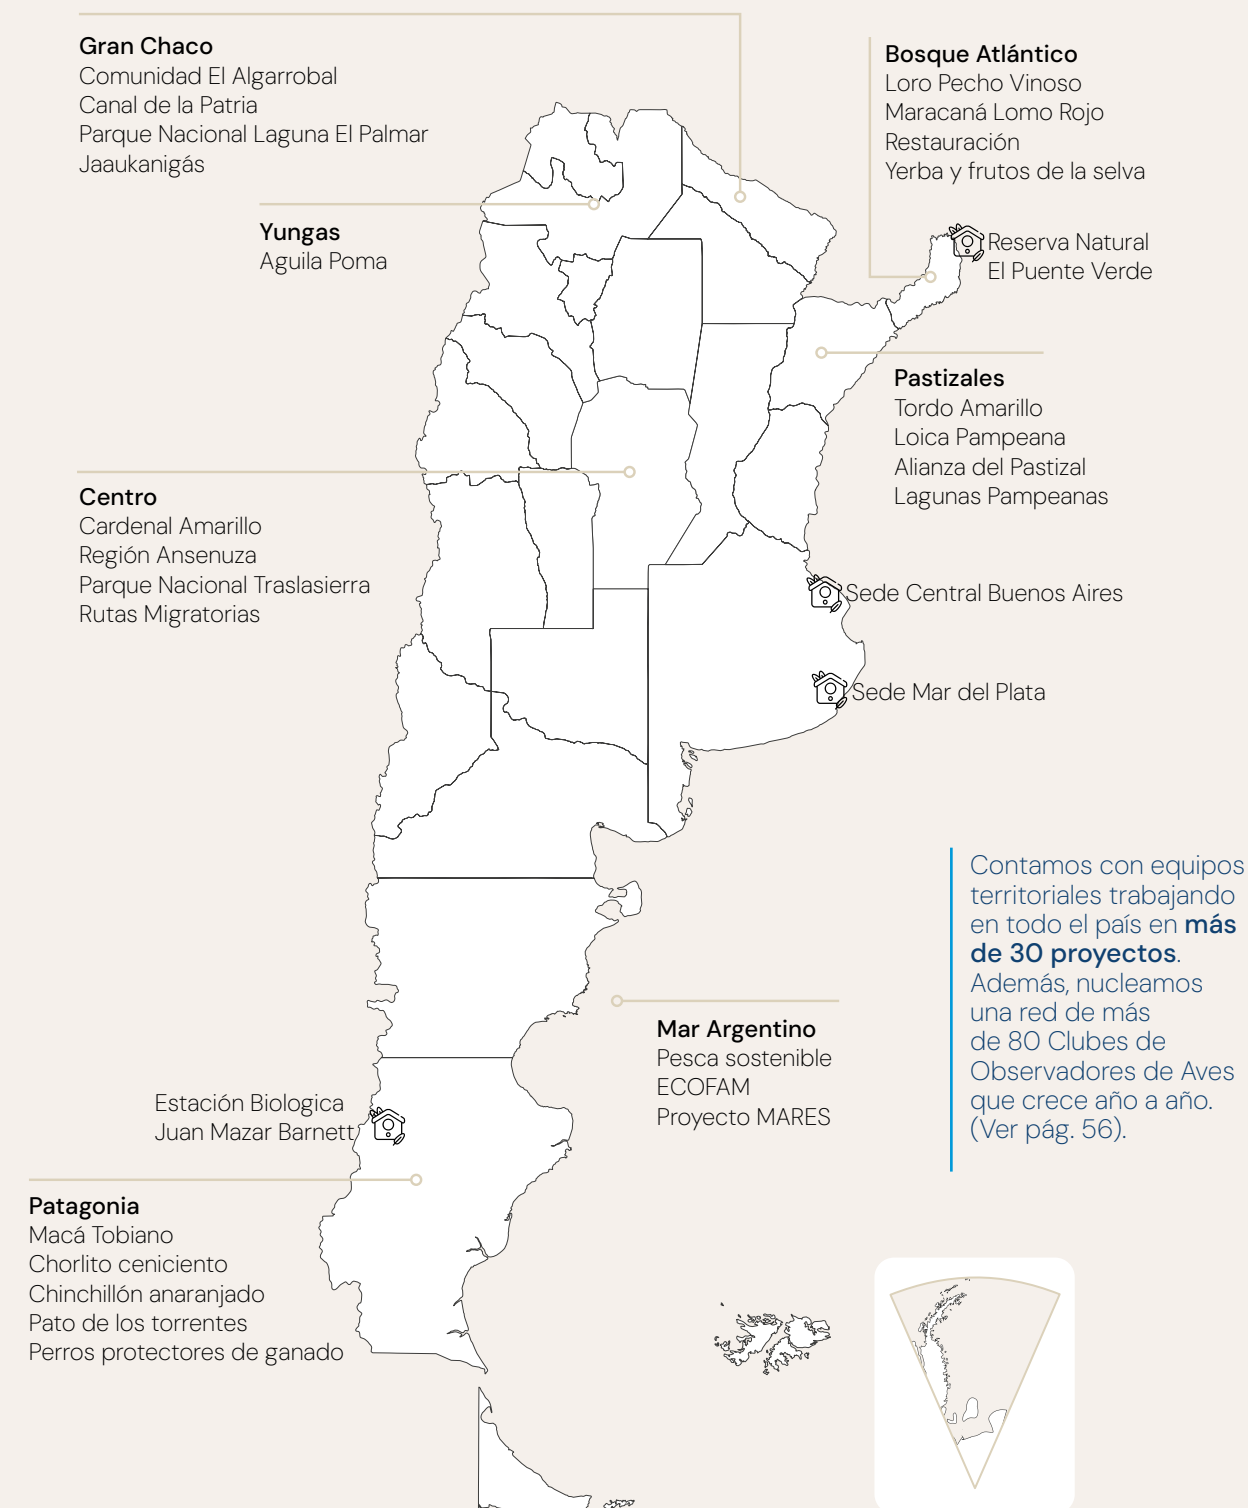 Gran Chaco
Comunidad El Algarrobal
Canal de la Patria
Parque Nacional Laguna El Palmar
Jaaukanigás
Bosque Atlántico
Loro Pecho Vinoso
Maracaná Lomo Rojo
Restauración
Yerba y frutos de la selva
Yungas
Aguila Poma
Reserva Natural
El Puente Verde
Pastizales
Tordo Amarillo
Loica Pampeana
Alianza del Pastizal
Lagunas Pampeanas
Centro
Cardenal Amarillo
Región Ansenuza
Parque Nacional Traslasierra
Rutas Migratorias
Sede Central Buenos Aires
Sede Mar del Plata
Contamos con equipos
territoriales trabajando
en todo el país en más
de 30 proyectos.
Además, nucleamos
una red de más
de 80 Clubes de
Observadores de Aves
que crece año a año.
(Ver pág. 56).
Mar Argentino
Pesca sostenible
ECOFAM
Proyecto MARES
Estación Biologica
Juan Mazar Barnett
Patagonia
Macá Tobiano
Chorlito ceniciento
Chinchillón anaranjado
Pato de los torrentes
Perros protectores de ganado